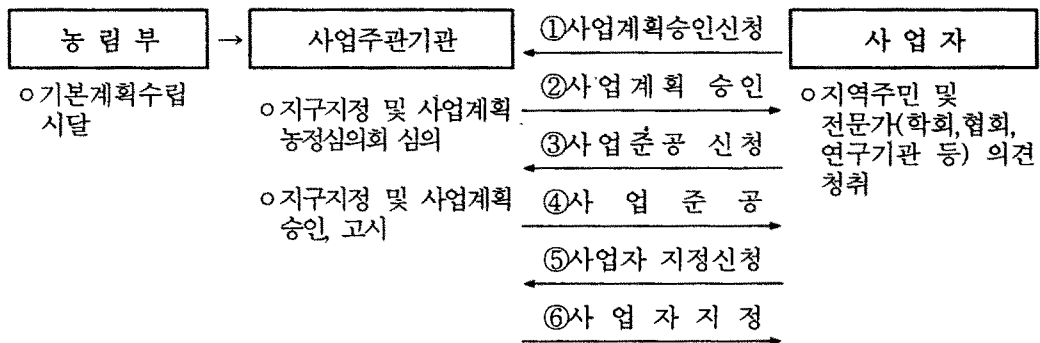 농 림 부 → 사업주관기관 사 업 자
ㅇ기본계획수립
시달
ㅇ지구지정 및 사업계획
농정심의회 심의
ㅇ지구지정 및 사업계획
승인, 고시
①사업계획승인신청
②사업계획 승인
③사업준공 신청
④사 업 준 공
⑤사업자 지정신청
⑥사 업 자 지 정
ㅇ지역주민 및
전문가(학회,협회,
연구기관 등) 의견
청취